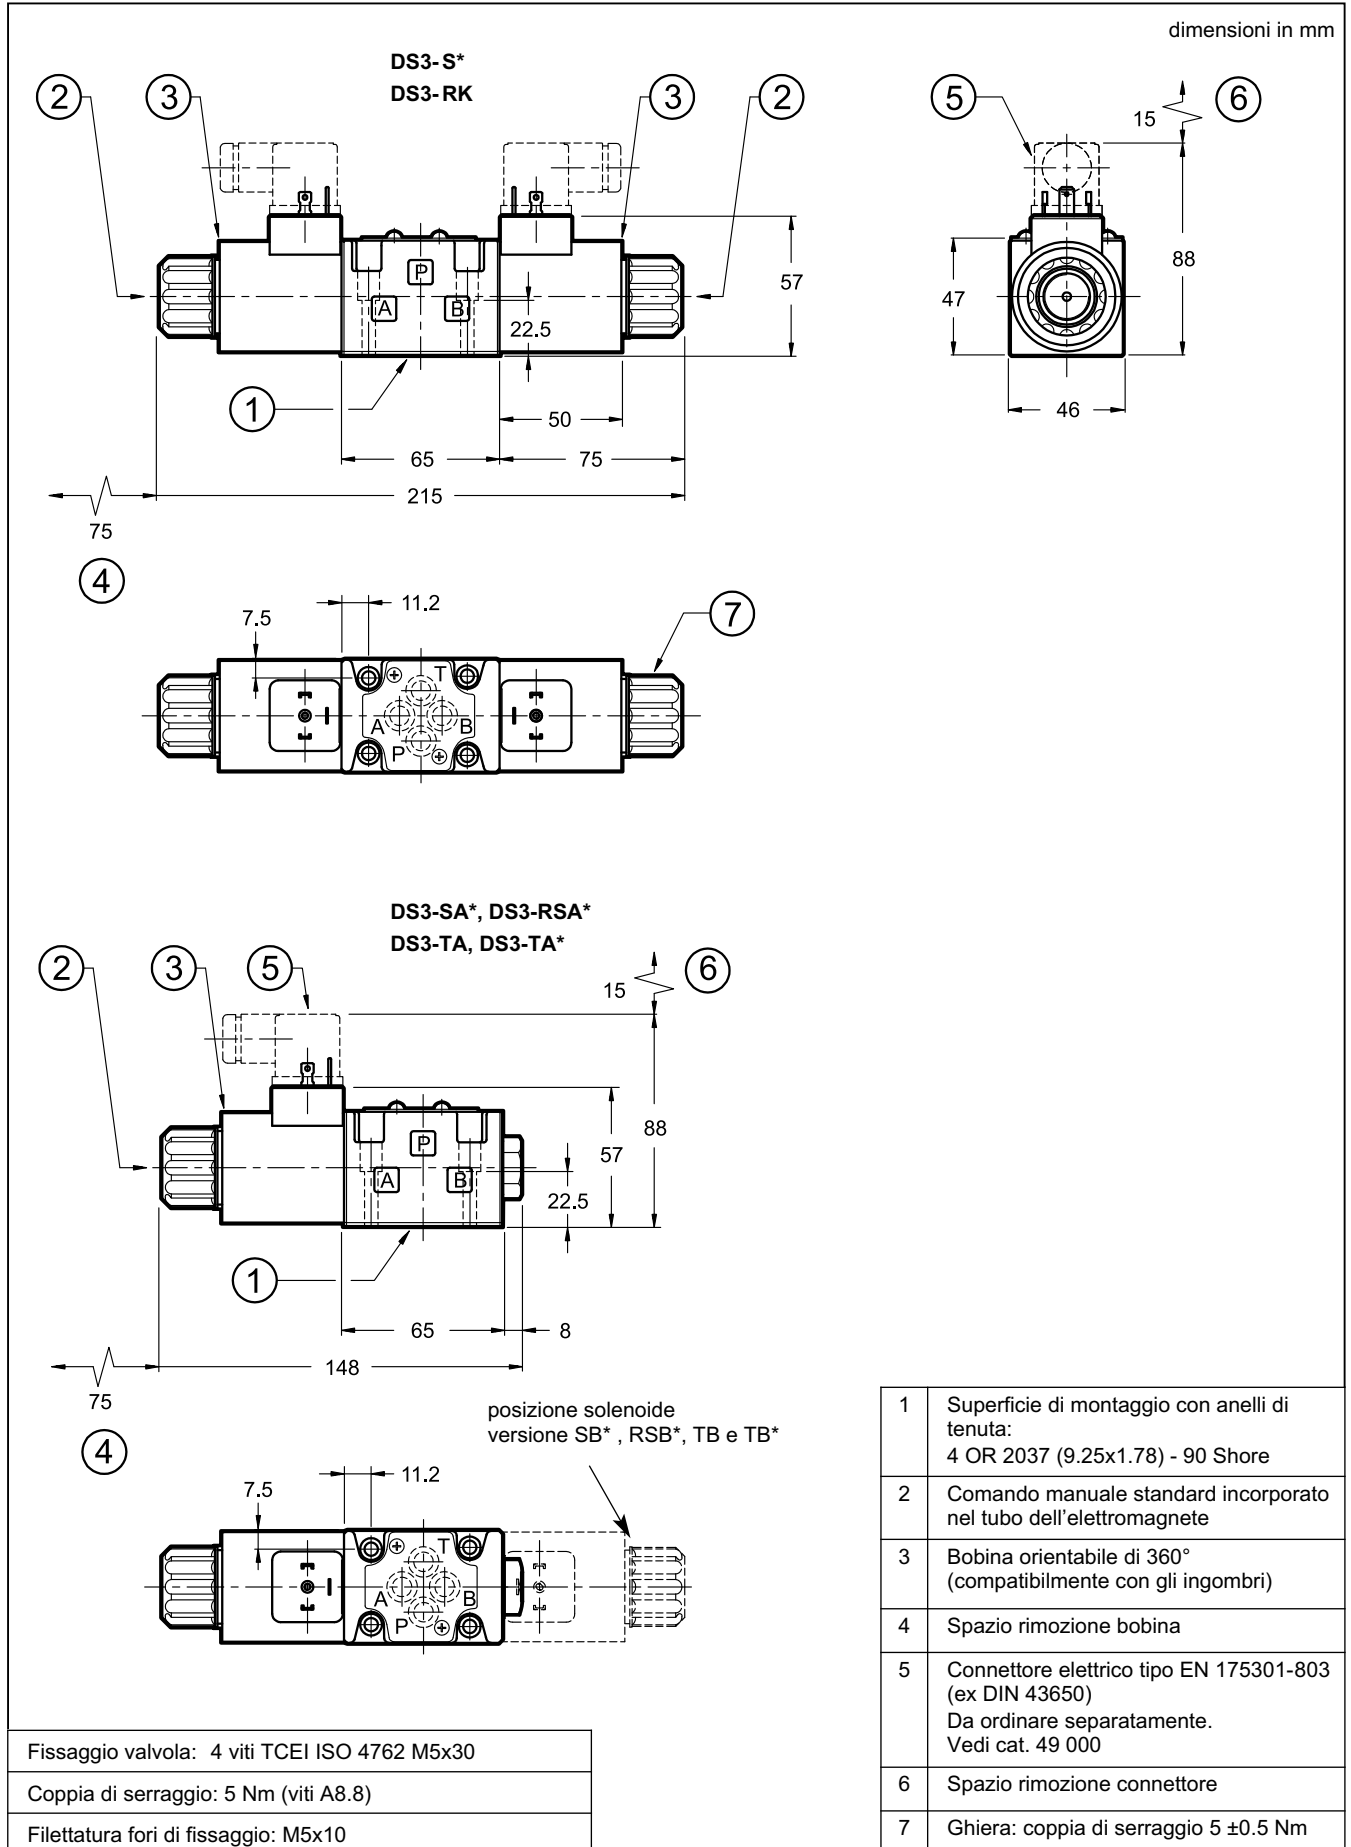 dimensioni in mm
DS3- S*
DS3- RK
2
3
3
2
5
15
6
P
A
B
22.5
57
47
88
46
1
50
65
75
215
75
4
7.5
11.2
7
T
A
B
P
DS3-SA*, DS3-RSA*
DS3-TA, DS3-TA*
2
3
5
15
6
P
A
B
22.5
57
88
1
65
8
148
75
4
posizione solenoide
versione SB* , RSB*, TB e TB*
7.5
11.2
T
A
B
P
1
Superficie di montaggio con anelli di
tenuta:
4 OR 2037 (9.25x1.78) - 90 Shore
2
Comando manuale standard incorporato
nel tubo dell'elettromagnete
3
Bobina orientabile di 360°
(compatibilmente con gli ingombri)
4
Spazio rimozione bobina
5
Connettore elettrico tipo EN 175301-803
(ex DIN 43650)
Da ordinare separatamente.
Vedi cat. 49 000
6
Spazio rimozione connettore
7
Ghiera: coppia di serraggio 5 ±0.5 Nm
Fissaggio valvola: 4 viti TCEI ISO 4762 M5x30
Coppia di serraggio: 5 Nm (viti A8.8)
Filettatura fori di fissaggio: M5x10